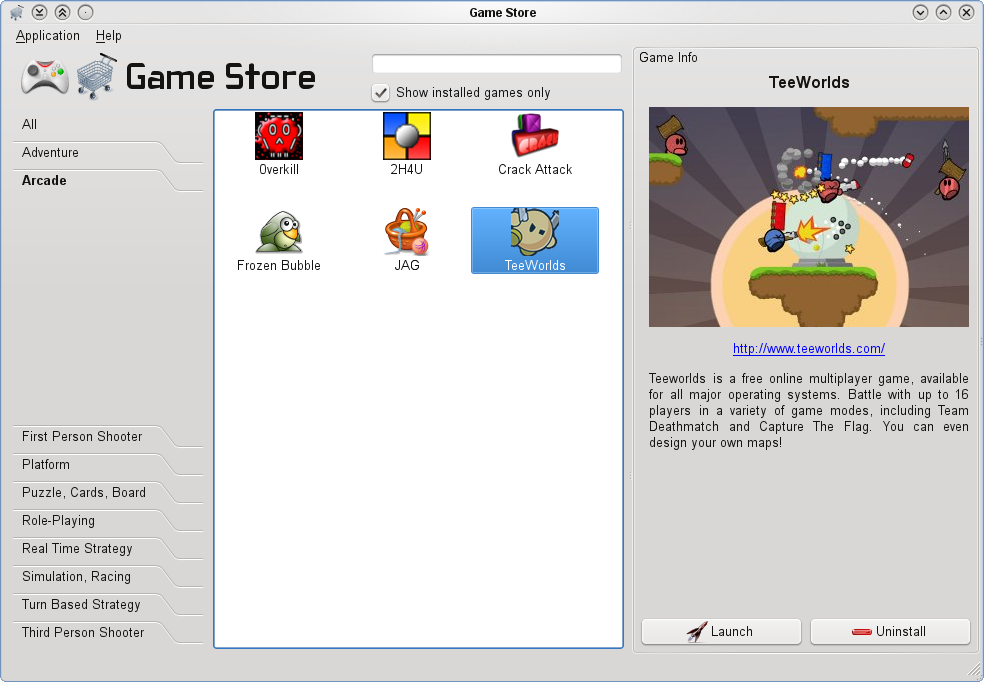 Game Store
Application Help
Game Store
Show installed games only
All
Adventure
Arcade
First Person Shooter
Platform
Puzzle, Cards, Board
Role-Playing
Real Time Strategy
Simulation, Racing
Turn Based Strategy
Third Person Shooter
0verkill
2H4U
Crack Attack
Frozen Bubble
JAG
TeeWorlds
Game Info
TeeWorlds
http://www.teeworlds.com/
Teeworlds is a free online multiplayer game, available
for all major operating systems. Battle with up to 16
players in a variety of game modes, including Team
Deathmatch and Capture The Flag. You can even
design your own maps!
Launch
Uninstall